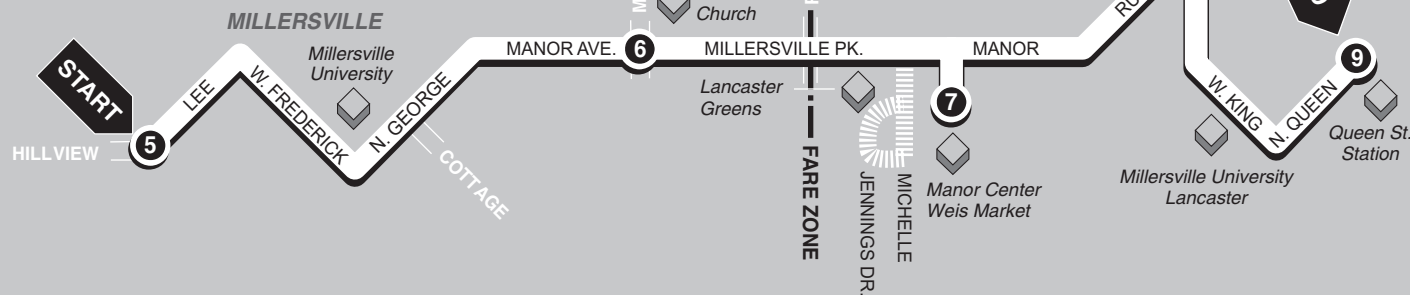 MILLERSVILLE
Millersville
University
START
LEE
W. FREDERICK
N. GEORGE
HILLVIEW
5
COTTAGE
MANOR AVE.
6
Church
MILLERSVILLE PK.
Lancaster
Greens
FARE ZONE
JENNINGS DR.
MICHELLE
MANOR
7
Manor Center
Weis Market
W. KING
N. QUEEN
9
Millersville University
Lancaster
Queen St.
Station